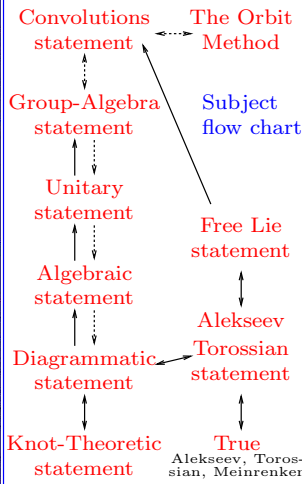 Convolutions
statement
The Orbit
Method
Group-Algebra
statement
Subject
flow chart
Unitary
statement
Free Lie
statement
Algebraic
statement
Alekseev
Torossian
statement
Diagrammatic
statement
Knot-Theoretic
statement
True
Alekseev, Toros-
sian, Meinrenken